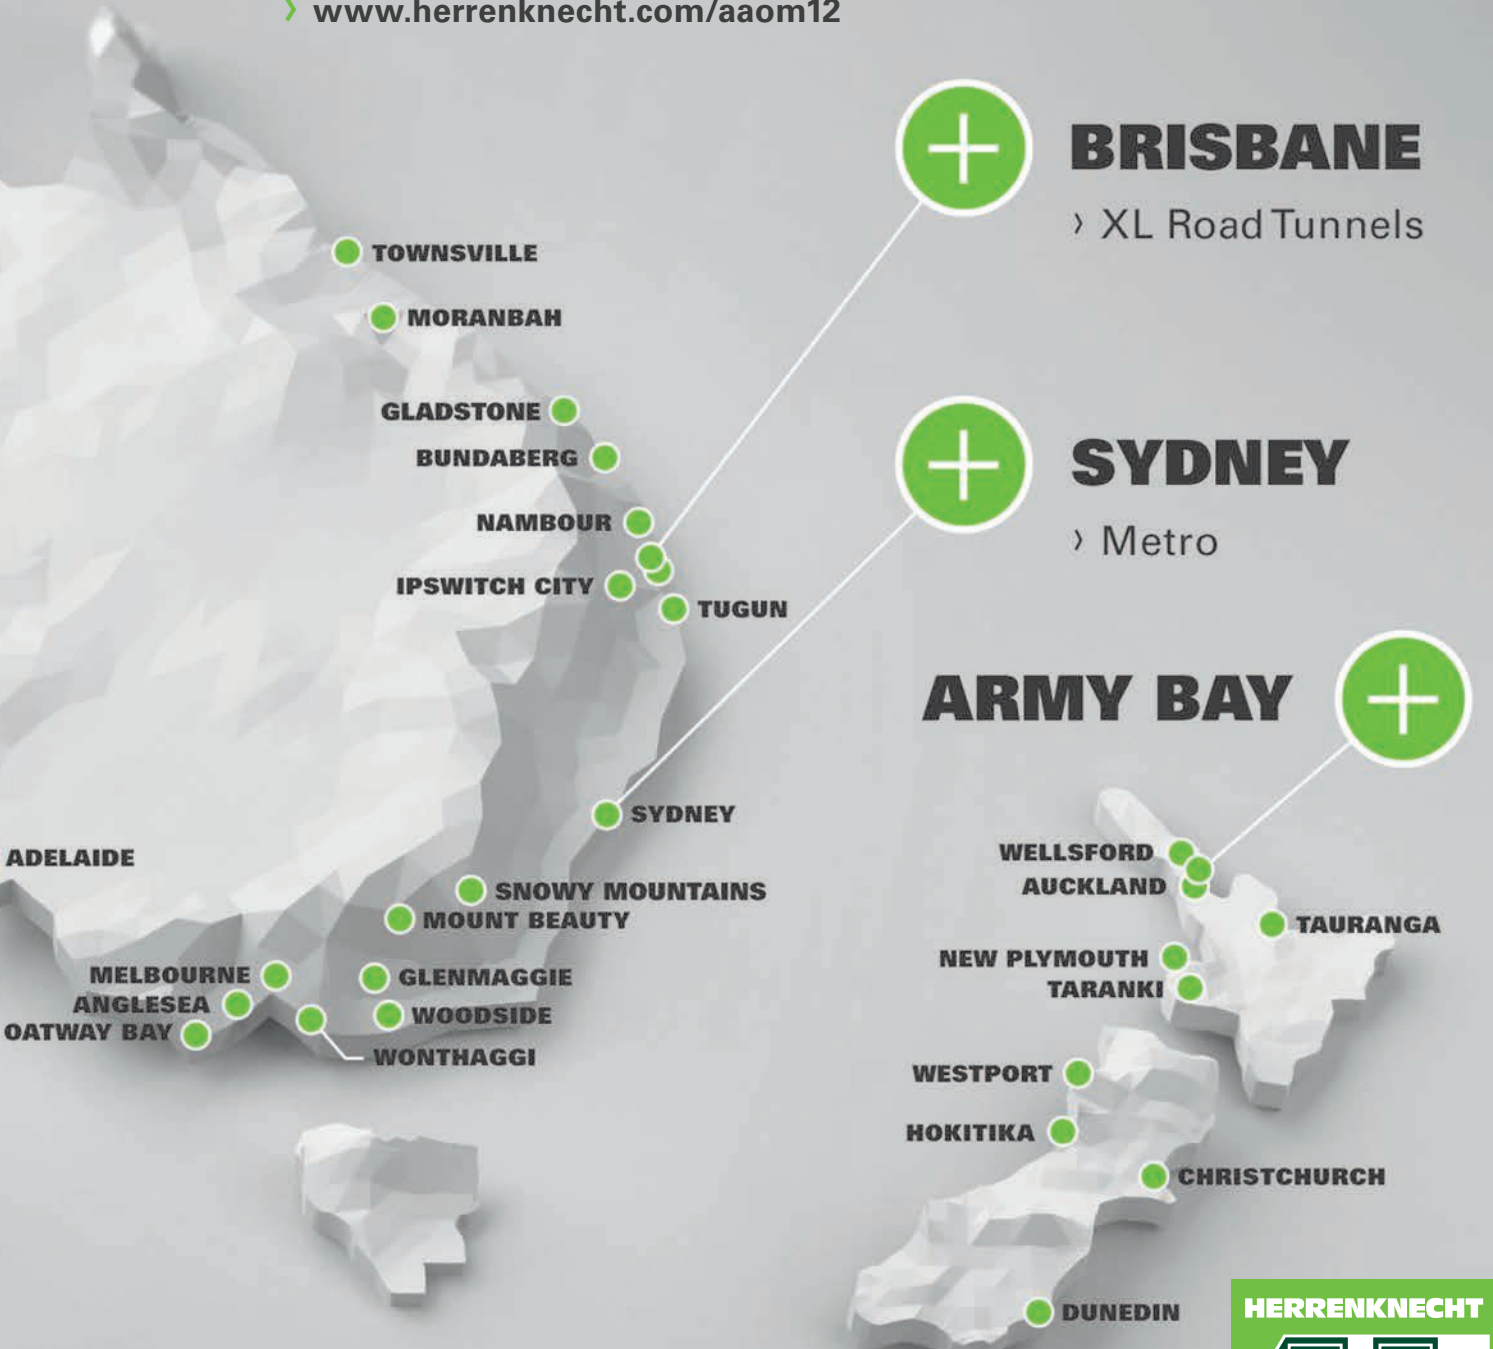 › www.herrenknecht.com/aaom12
BRISBANE
› XL Road Tunnels
TOWNSVILLE
MORANBAH
GLADSTONE
BUNDABERG
SYDNEY
› Metro
NAMBOUR
IPSWITCH CITY
TUGUN
ARMY BAY
SYDNEY
ADELAIDE
SNOWY MOUNTAINS
MOUNT BEAUTY
MELBOURNE
GLENMAGGIE
ANGLESEA
WOODSIDE
OATWAY BAY
WONTHAGGI
WELLSFORD
AUCKLAND
TAURANGA
NEW PLYMOUTH
TARANKI
WESTPORT
HOKITIKA
CHRISTCHURCH
DUNEDIN
HERRENKNECHT